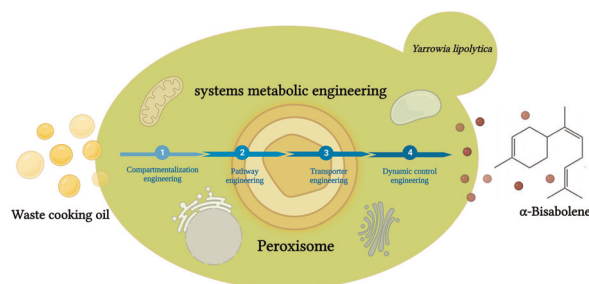 Yarrowia lipolytica
systems metabolic engineering
1
2
3
4
Compartmentalization
engineering
Pathway
engineering
Transporter
engineering
Dynamic control
engineering
Waste cooking oil
α-Bisabolene
Peroxisome